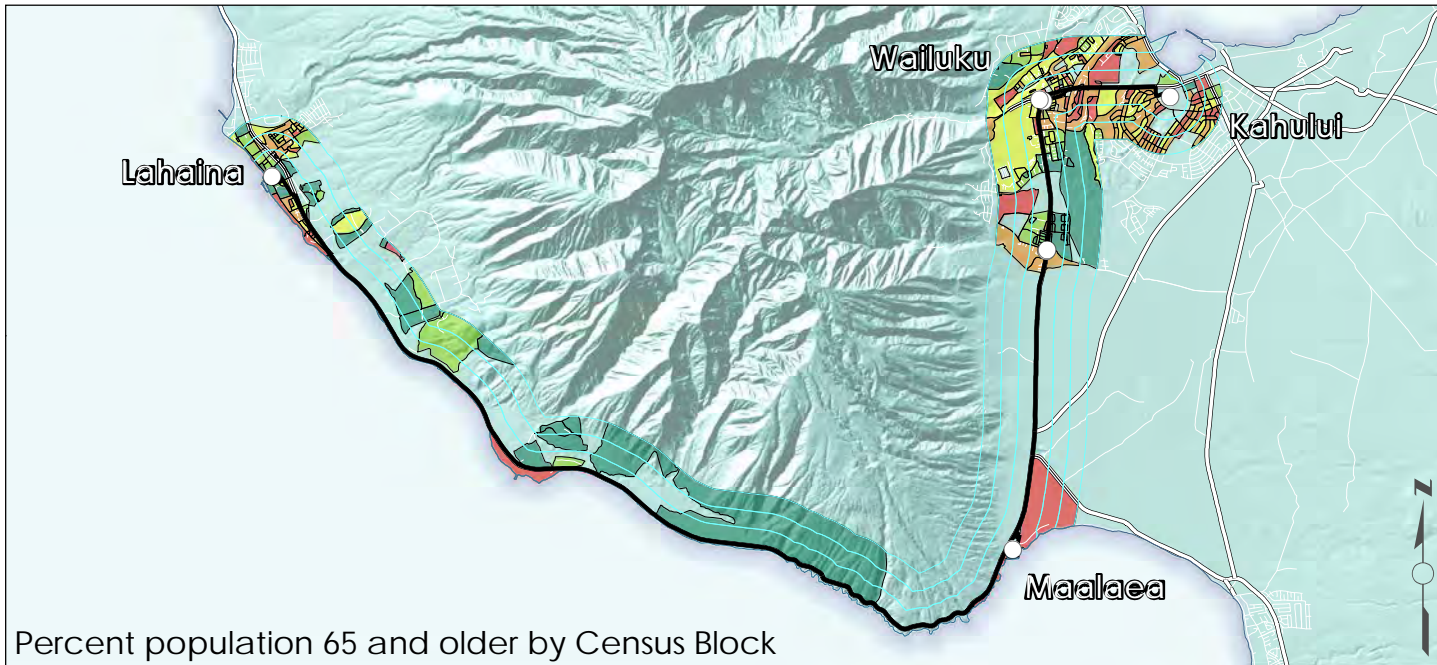 Wailuku
Kahului
Lahaina
Maalaea
N
Percent population 65 and older by Census Block